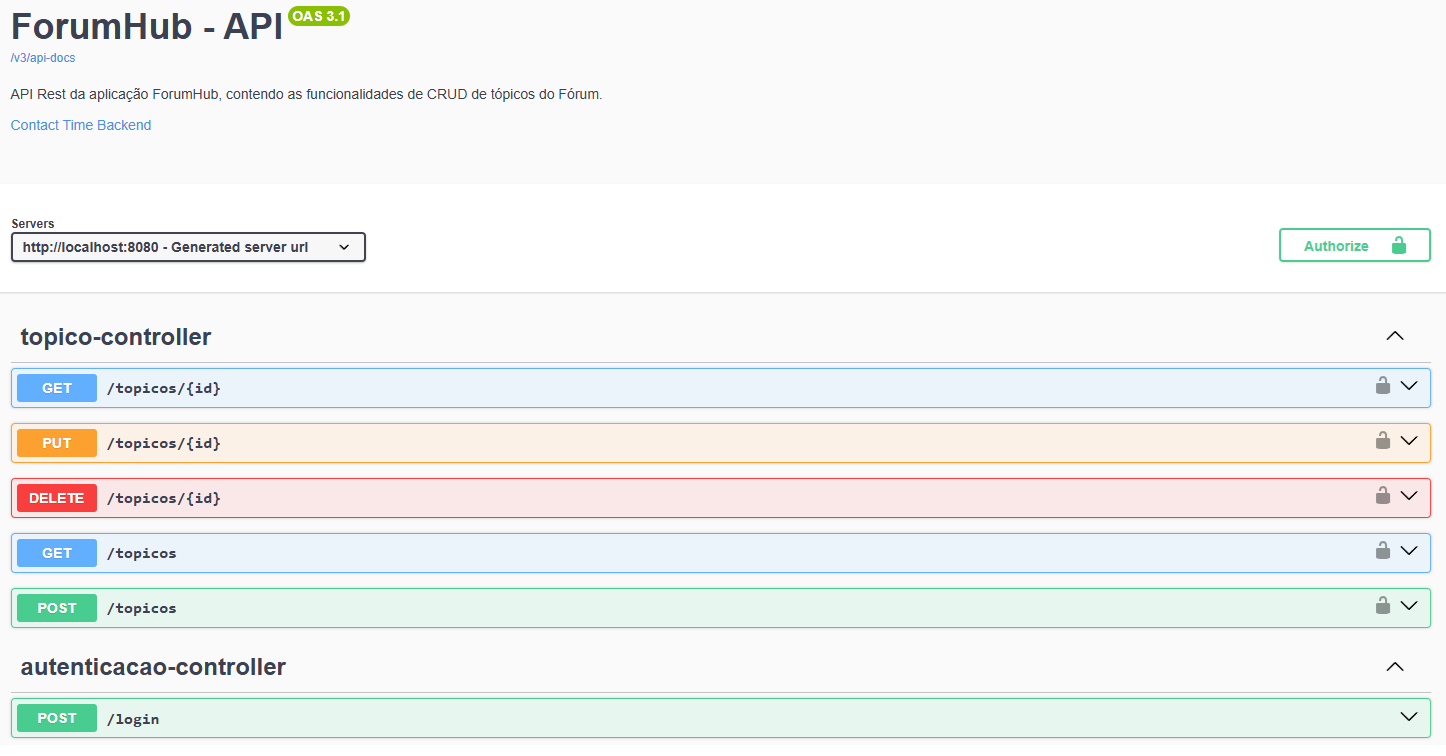 ForumHub - API OAS 3.1
/v3/api-docs
API Rest da aplicação ForumHub, contendo as funcionalidades de CRUD de tópicos do Fórum.
Contact Time Backend
Servers
http://localhost:8080 - Generated server url
Authorize
topico-controller
GET /topicos/{id}
PUT /topicos/{id}
DELETE /topicos/{id}
GET /topicos
POST /topicos
autenticacao-controller
POST /login